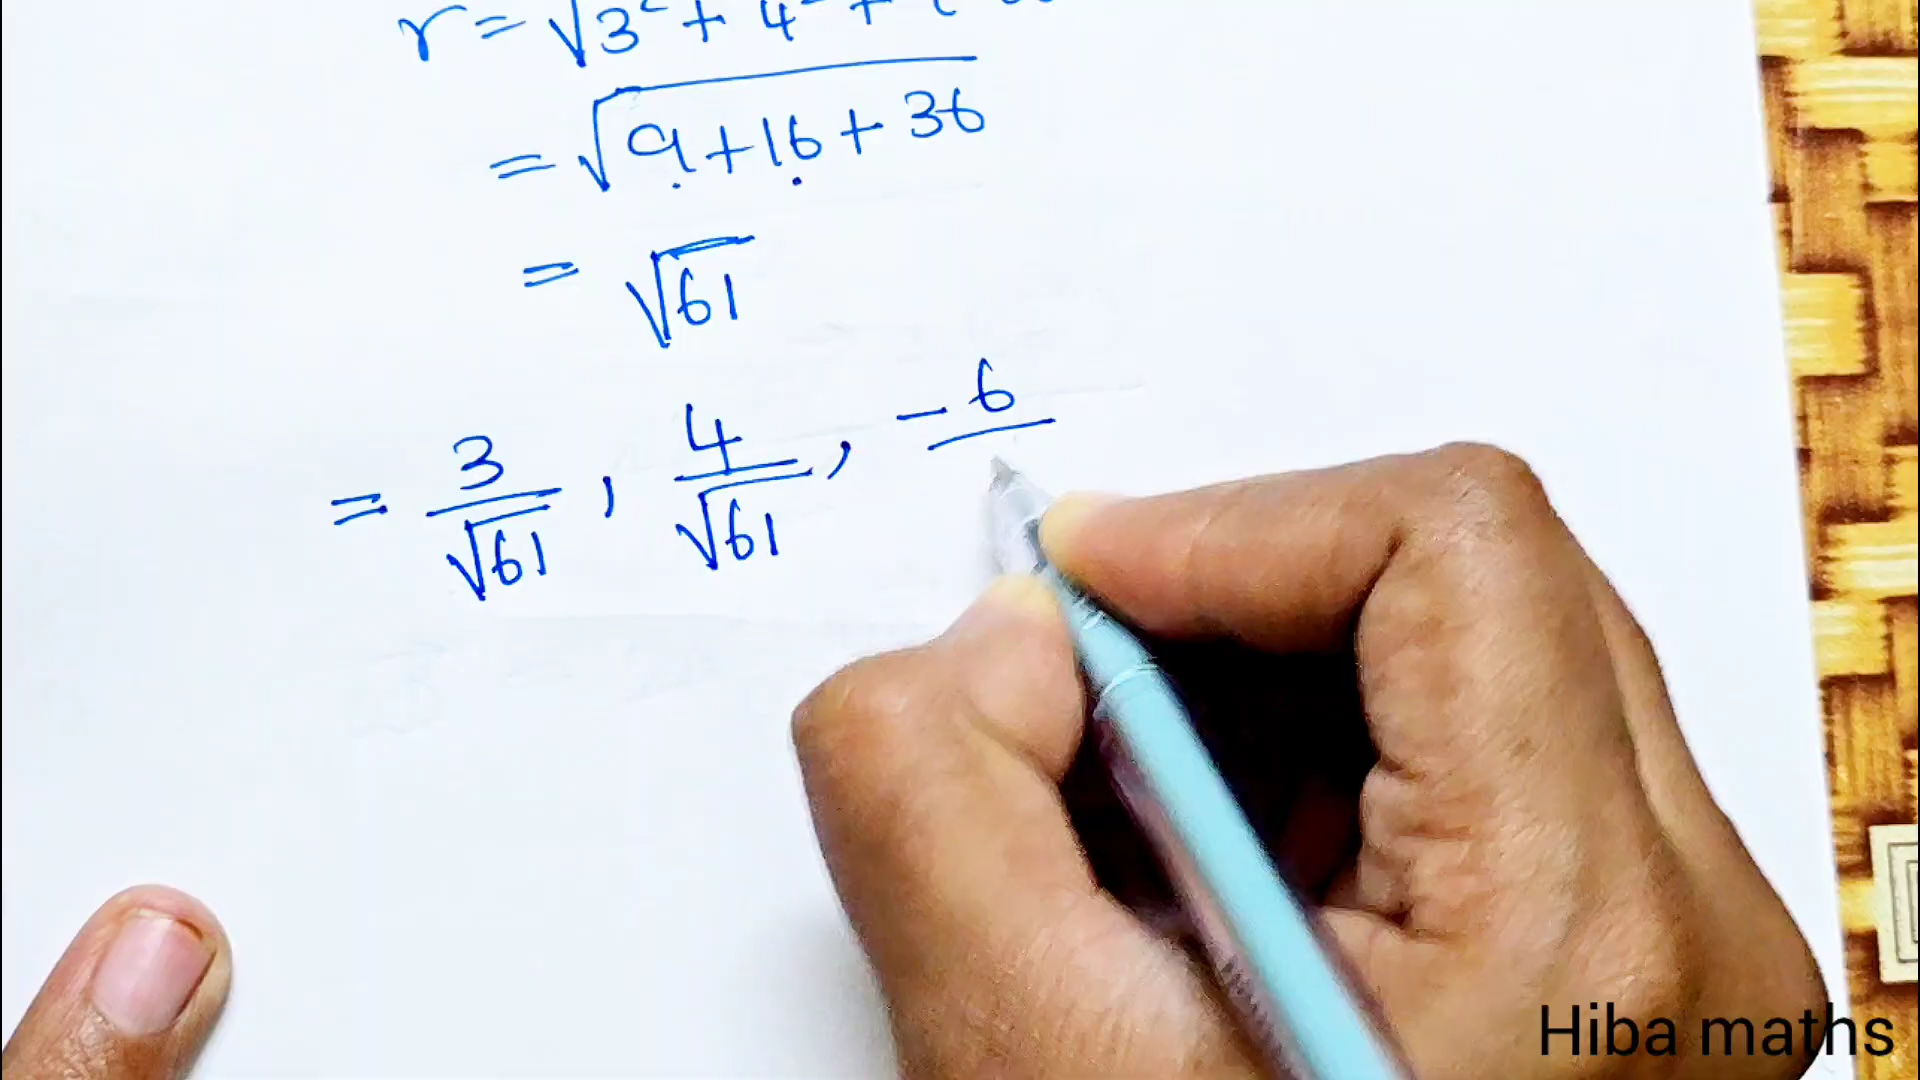 r = √3² + 4² +
= √9 + 16 + 36
= √61
= 3/√61 , 4/√61 , -6/
Hiba maths